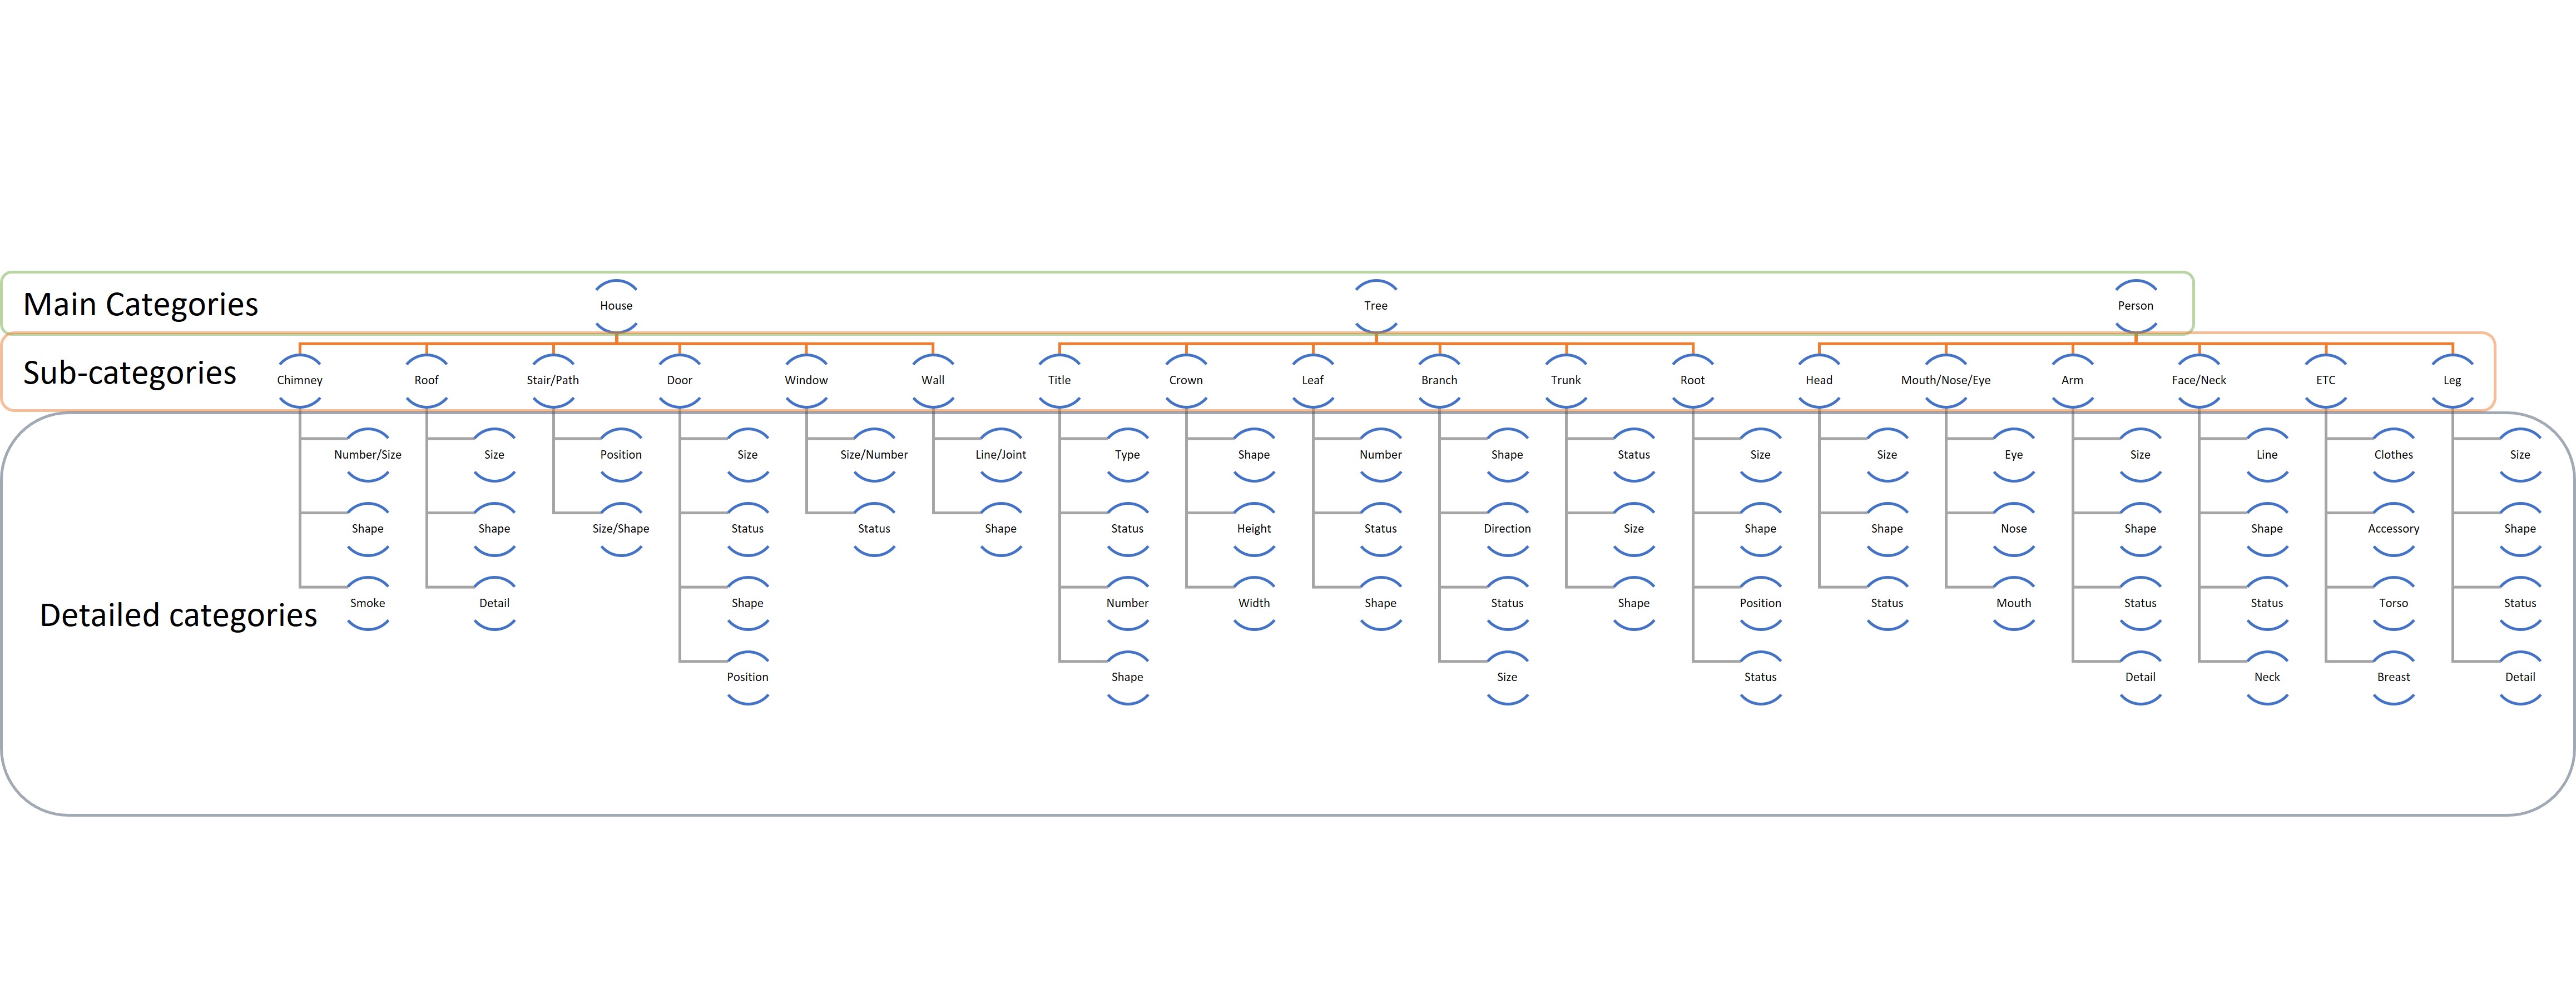 Main Categories
House
Tree
Person
Sub-categories
Chimney
Roof
Stair/Path
Door
Window
Wall
Title
Crown
Leaf
Branch
Trunk
Root
Head
Mouth/Nose/Eye
Arm
Face/Neck
ETC
Leg
Detailed categories
Number/Size
Shape
Smoke
Size
Shape
Detail
Position
Size/Shape
Size
Status
Shape
Position
Size/Number
Status
Line/Joint
Shape
Type
Status
Number
Shape
Shape
Height
Width
Number
Status
Shape
Shape
Direction
Status
Size
Status
Size
Shape
Size
Shape
Position
Status
Size
Shape
Status
Eye
Nose
Mouth
Size
Shape
Status
Detail
Line
Shape
Status
Neck
Clothes
Accessory
Torso
Breast
Size
Shape
Status
Detail